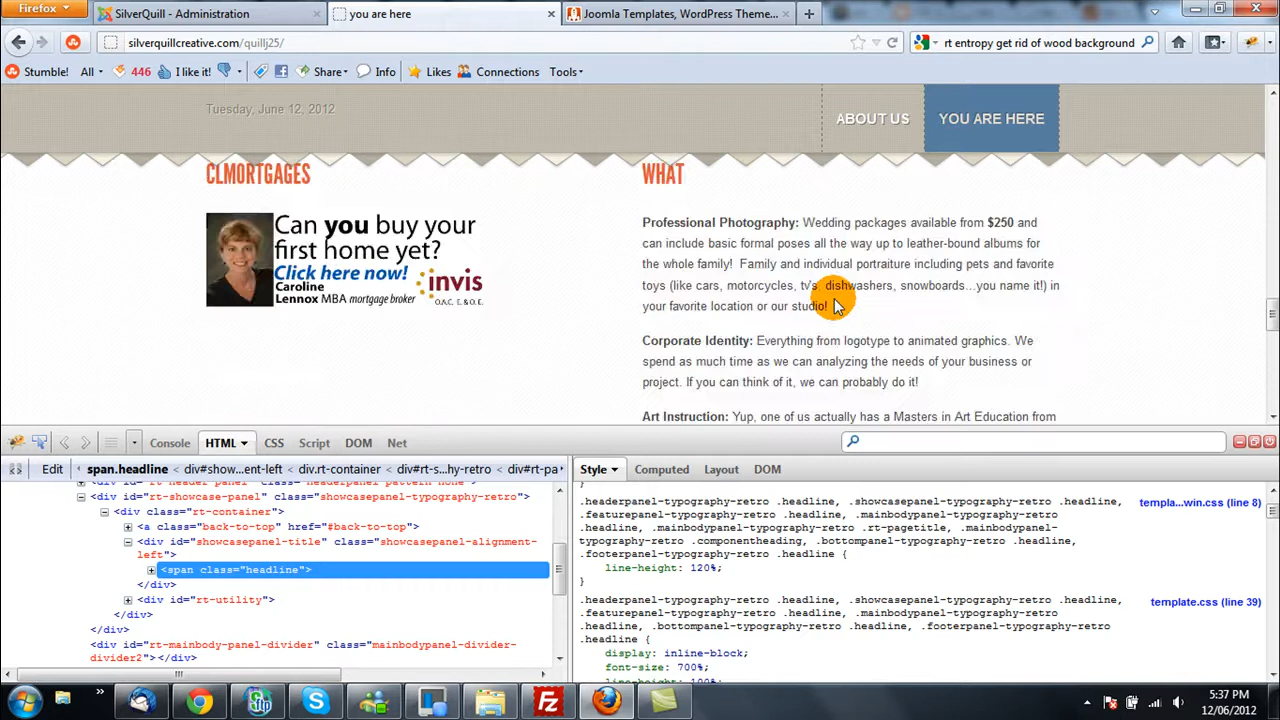 Firefox
SilverQuill - Administration
you are here
Joomla Templates, WordPress Theme...
silverquillcreative.com/quillj25/
rt entropy get rid of wood background
Stumble! All 446 I like it! Share Info Likes Connections Tools
Tuesday, June 12, 2012
ABOUT US
YOU ARE HERE
CLMORTGAGES
Can you buy your
first home yet?
Click here now!
Caroline
Lennox MBA mortgage broker
invis
O.A.C. E. & O.E.
WHAT
Professional Photography: Wedding packages available from $250 and
can include basic formal poses all the way up to leather-bound albums for
the whole family!  Family and individual portraiture including pets and favorite
toys (like cars, motorcycles, tv's, dishwashers, snowboards...you name it!) in
your favorite location or our studio!
Corporate Identity: Everything from logotype to animated graphics. We
spend as much time as we can analyzing the needs of your business or
project. If you can think of it, we can probably do it!
Art Instruction: Yup, one of us actually has a Masters in Art Education from
Console HTML CSS Script DOM Net
Edit span.headline < div#show...ent-left < div.rt-container < div#rt-s...hy-retro < div#rt-pa
<div id="rt-header-panel" class="headerpanel-pattern-none">
<div id="rt-showcase-panel" class="showcasepanel-typography-retro">
<div class="rt-container">
<a class="back-to-top" href="#back-to-top">
<div id="showcasepanel-title" class="showcasepanel-alignment-
left">
<span class="headline">
</div>
<div id="rt-utility">
</div>
</div>
<div id="rt-mainbody-panel-divider" class="mainbodypanel-divider-
divider2"></div>
Style Computed Layout DOM
.headerpanel-typography-retro .headline, .showcasepanel-typography-retro .headline,
.featurepanel-typography-retro .headline, .mainbodypanel-typography-retro
.headline, .mainbodypanel-typography-retro .rt-pagetitle, .mainbodypanel-
typography-retro .componentheading, .bottompanel-typography-retro .headline,
.footerpanel-typography-retro .headline {
line-height: 120%;
}
templa...win.css (line 8)
.headerpanel-typography-retro .headline, .showcasepanel-typography-retro .headline,
.featurepanel-typography-retro .headline, .mainbodypanel-typography-retro
.headline, .bottompanel-typography-retro .headline, .footerpanel-typography-retro
.headline {
display: inline-block;
font-size: 700%;
line-height: 100%;
template.css (line 39)
5:37 PM
12/06/2012